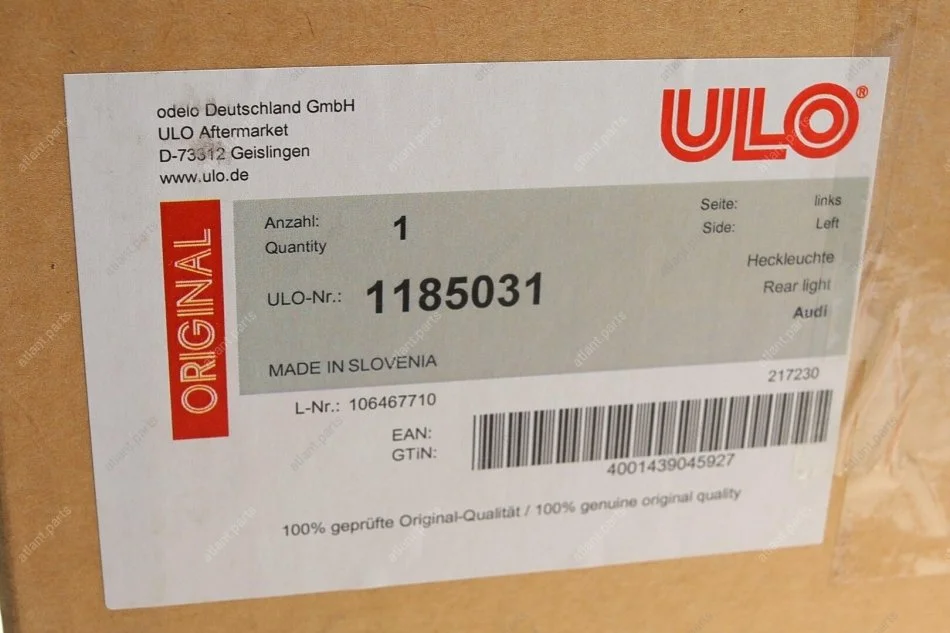 odelo Deutschland GmbH
ULO Aftermarket
D-73312 Geislingen
www.ulo.de
ULO®
ORIGINAL
Anzahl: 1
Quantity
Seite: links
Side: Left
Heckleuchte
Rear light
Audi
ULO-Nr.: 1185031
MADE IN SLOVENIA
217230
L-Nr.: 106467710
EAN:
GTiN:
4001439045927
100% geprüfte Original-Qualität / 100% genuine original quality
atlant.parts